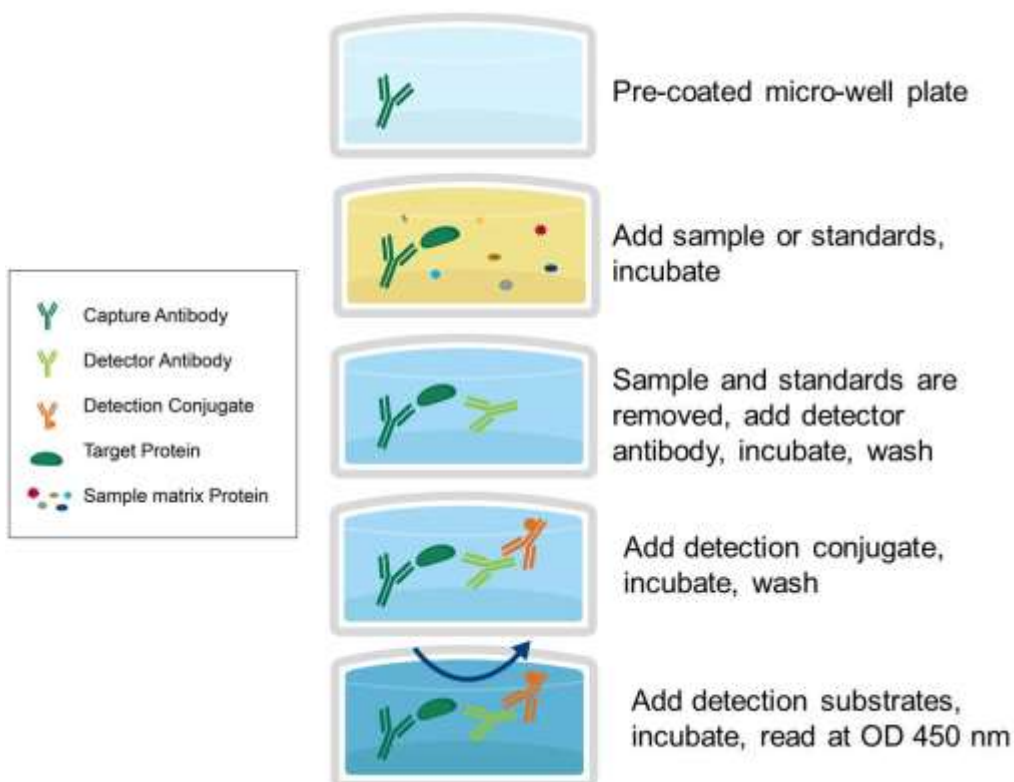 Pre-coated micro-well plate
Add sample or standards,
incubate
Capture Antibody
Detector Antibody
Detection Conjugate
Target Protein
Sample matrix Protein
Sample and standards are
removed, add detector
antibody, incubate, wash
Add detection conjugate,
incubate, wash
Add detection substrates,
incubate, read at OD 450 nm